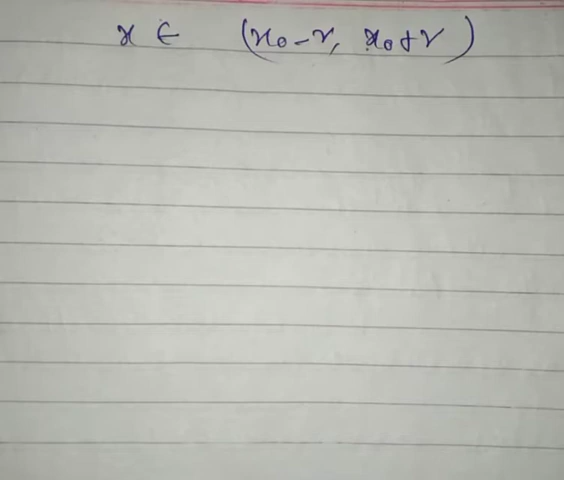 x ∈ (x₀-r, x₀+r)